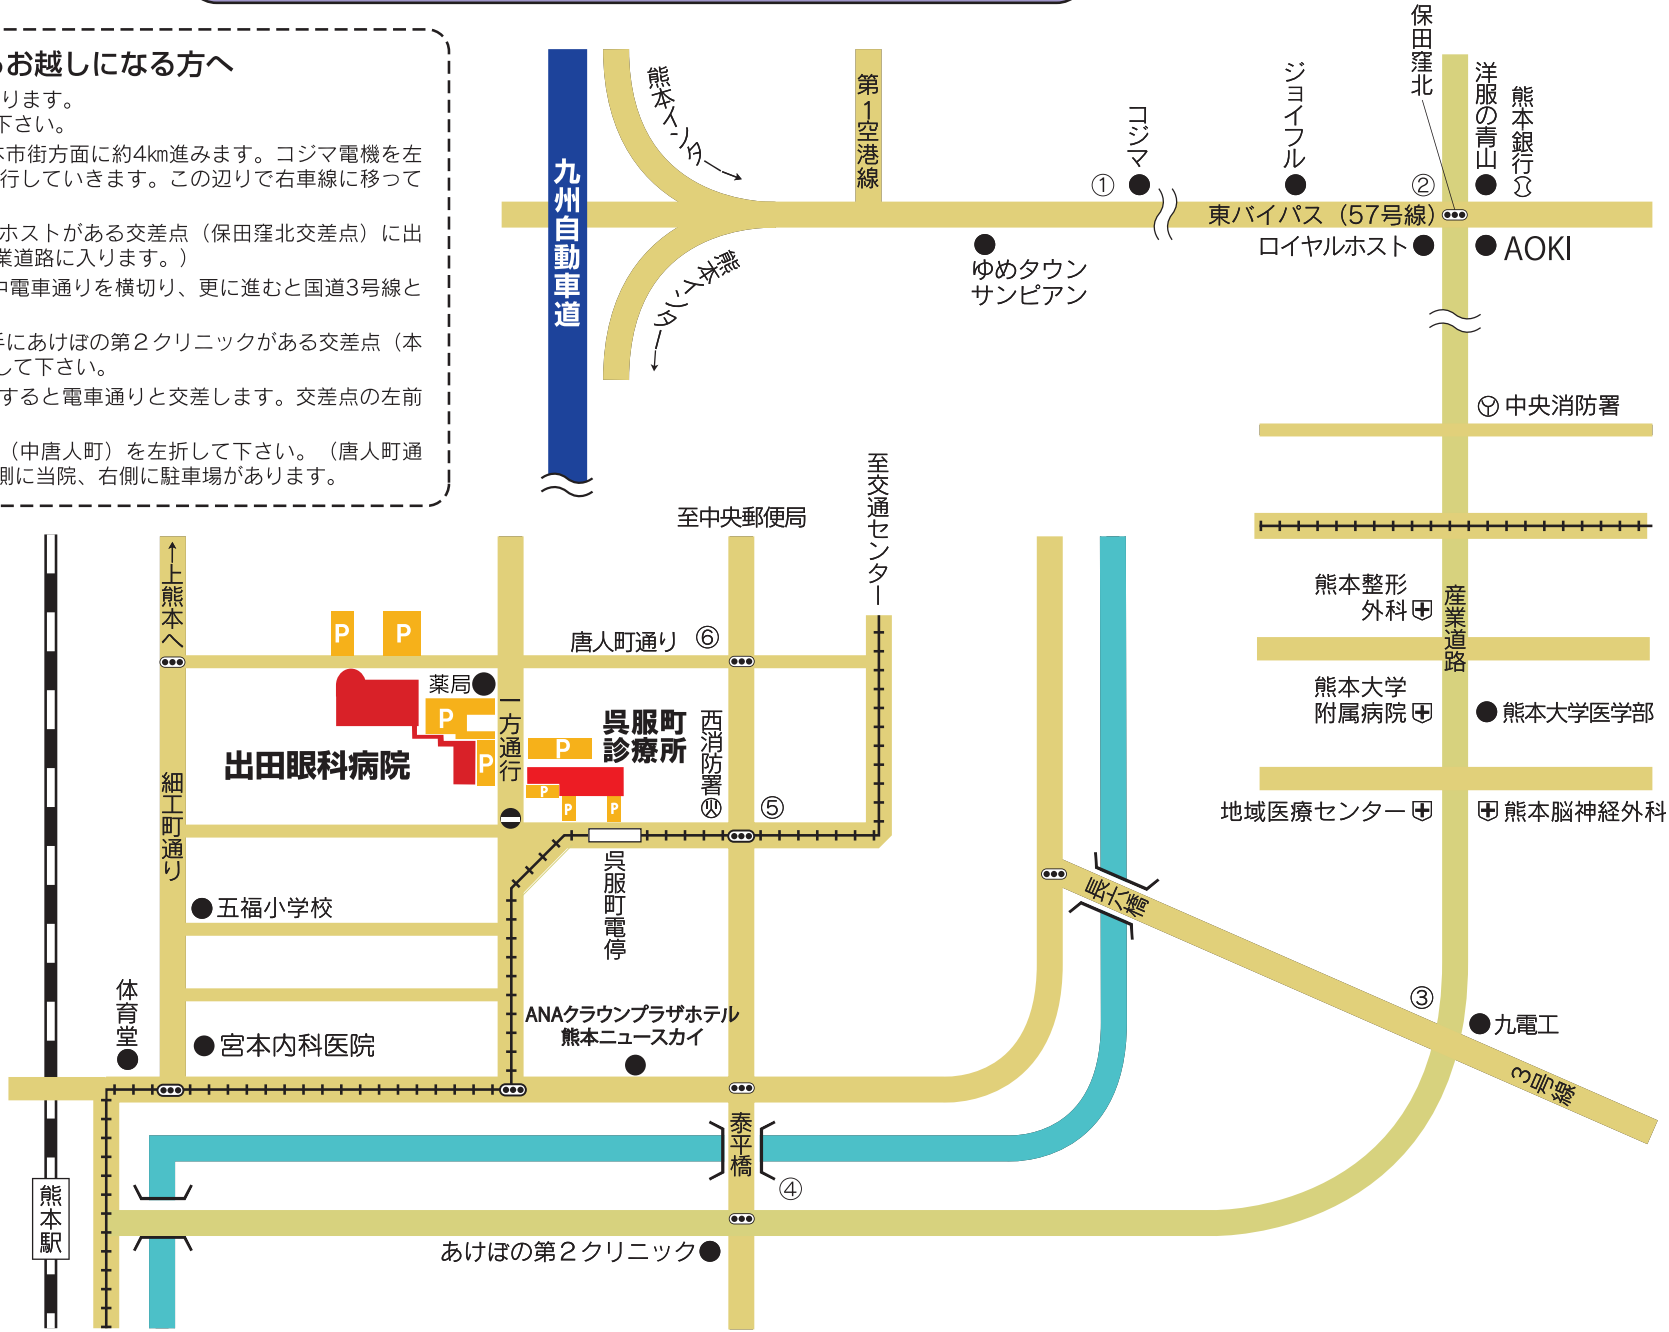 らお越しになる方へ
ります。
下さい。
本市街方面に約4km進みます。コジマ電機を左
行していきます。この辺りで右車線に移って
ホストがある交差点（保田窪北交差点）に出
業道路に入ります。）
中電車通りを横切り、更に進むと国道3号線と
手にあけぼの第2クリニックがある交差点（本
して下さい。
すると電車通りと交差します。交差点の左前
（中唐人町）を左折して下さい。（唐人町通
側に当院、右側に駐車場があります。
九州自動車道
熊本インター→
熊本インター→
第1空港線
①
コジマ
ジョイフル
保田窪北
②
洋服の青山
熊本銀行
東バイパス（57号線）
ゆめタウン
サンピアン
ロイヤルホスト
AOKI
中央消防署
至中央郵便局
至交通センター
↑上熊本へ
P
P
唐人町通り
⑥
薬局
P
P
一方通行
出田眼科病院
呉服町
診療所
P
P
P
P
西消防署
⑤
細工町通り
呉服町電停
五福小学校
体育堂
宮本内科医院
ANAクラウンプラザホテル
熊本ニュースカイ
熊本整形
外科
産業道路
熊本大学
附属病院
熊本大学医学部
地域医療センター
熊本脳神経外科
長六橋
③
九電工
3号線
泰平橋
④
あけぼの第2クリニック
熊本駅